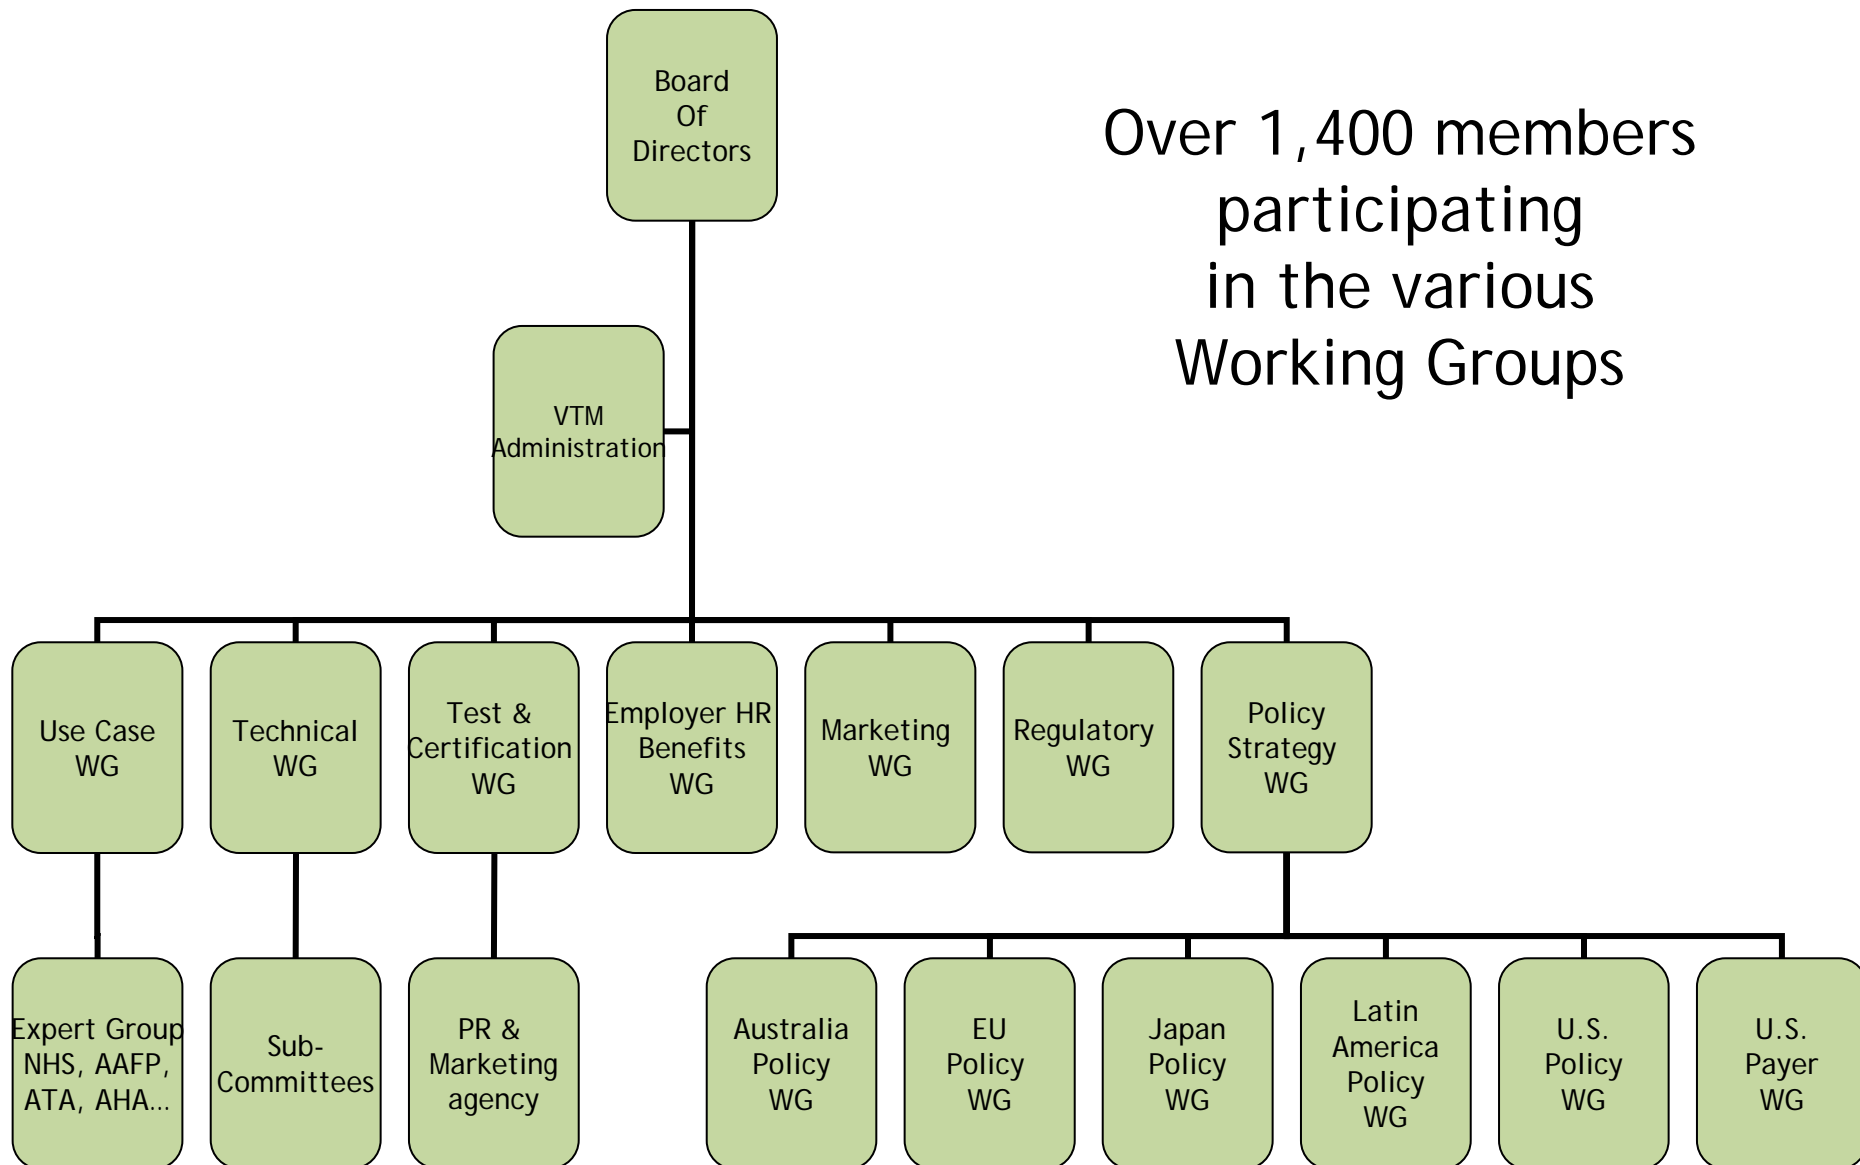 Board
Of
Directors
Over 1,400 members
participating
in the various
Working Groups
VTM
Administration
Use Case
WG
Technical
WG
Test &
Certification
WG
Employer HR
Benefits
WG
Marketing
WG
Regulatory
WG
Policy
Strategy
WG
Expert Group
NHS, AAFP,
ATA, AHA…
Sub-
Committees
PR &
Marketing
agency
Australia
Policy
WG
EU
Policy
WG
Japan
Policy
WG
Latin
America
Policy
WG
U.S.
Policy
WG
U.S.
Payer
WG